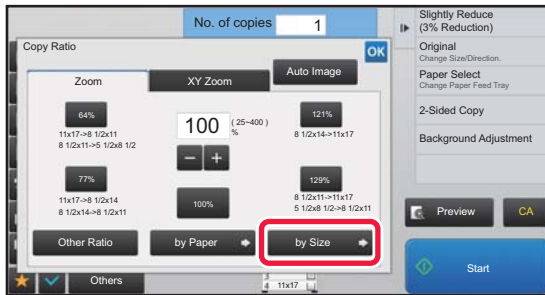 No. of copies 1
Copy Ratio
OK
Zoom
XY Zoom
Auto Image
64%
11x17->8 1/2x11
8 1/2x11->5 1/2x8 1/2
77%
11x17->8 1/2x14
8 1/2x14->8 1/2x11
100
(25~400)
%
100%
121%
8 1/2x14->11x17
129%
8 1/2x11->11x17
5 1/2x8 1/2->8 1/2x11
Other Ratio
by Paper
by Size
Others
4 11x17
Slightly Reduce
(3% Reduction)
Original
Change Size/Direction.
Paper Select
Change Paper Feed Tray
2-Sided Copy
Background Adjustment
Preview
CA
Start